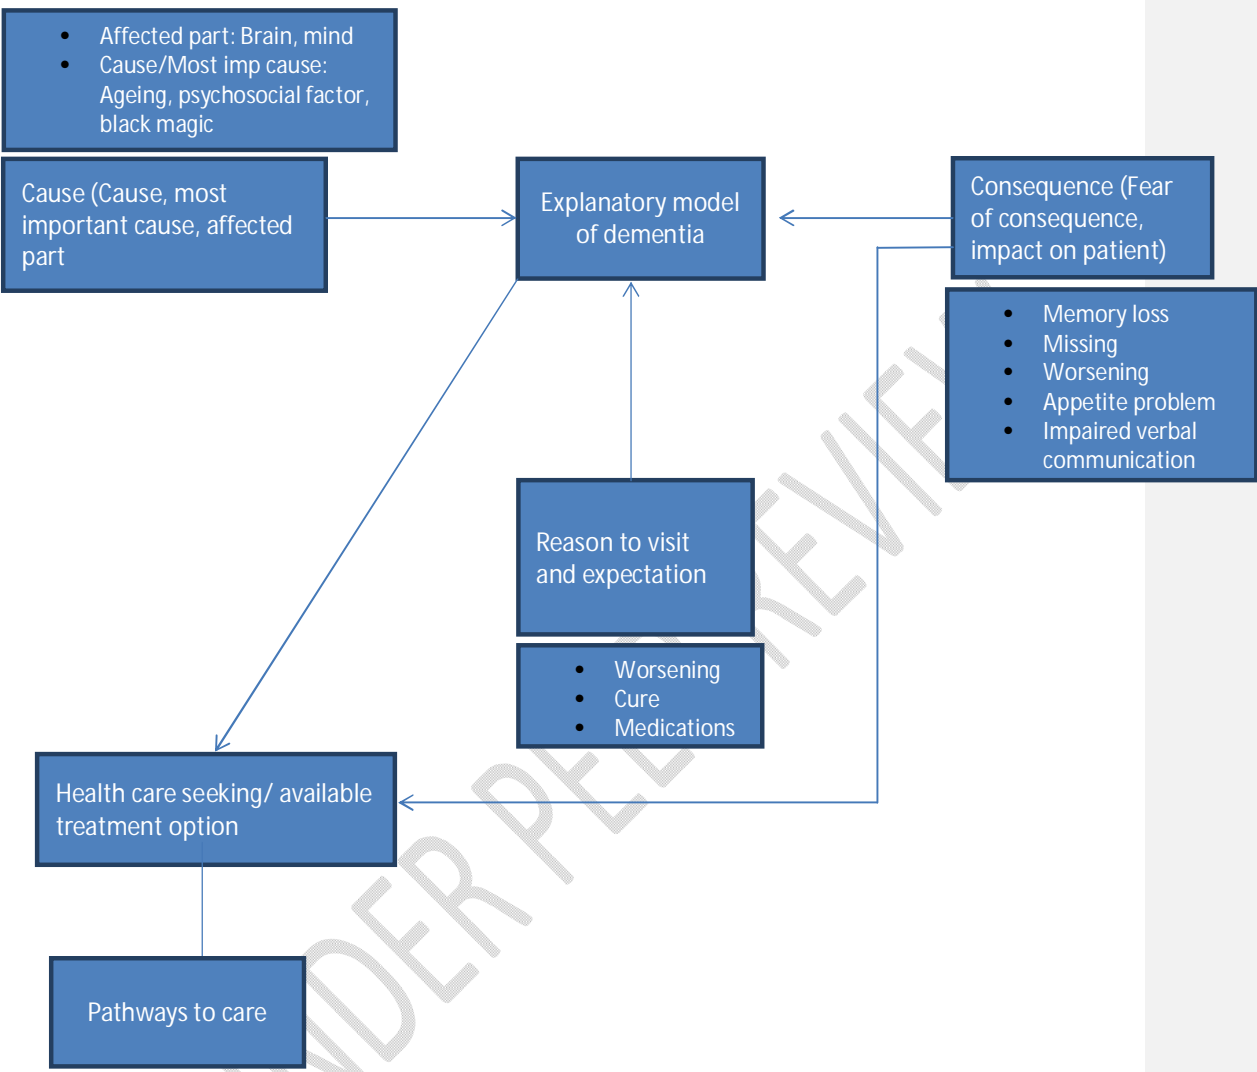 • Affected part: Brain, mind
• Cause/Most imp cause:
Ageing, psychosocial factor,
black magic
Cause (Cause, most
important cause, affected
part
Explanatory model
of dementia
Consequence (Fear
of consequence,
impact on patient)
• Memory loss
• Missing
• Worsening
• Appetite problem
• Impaired verbal
communication
Reason to visit
and expectation
• Worsening
• Cure
• Medications
Health care seeking/ available
treatment option
Pathways to care